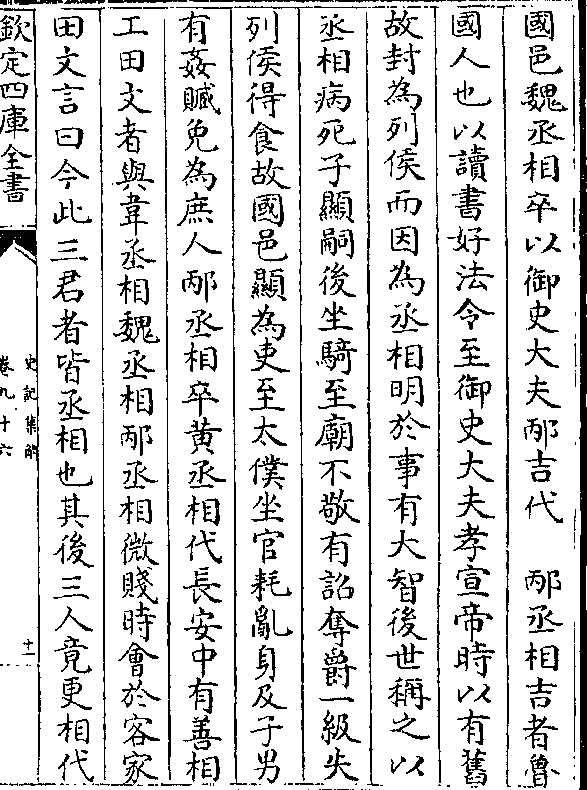 國邑魏丞相卒以御史大夫邴吉代　邴丞相吉者魯
國人也以讀書好法令至御史大夫孝宣帝時以有舊
故封為列侯而因為丞相明於事有大智後世稱之以
丞相病死子顯嗣後坐騎至廟不敬有詔奪爵一級失
列侯得食故國邑顯為吏至太僕坐官耗亂身及子男
有姦贓免為庶人邴丞相卒黄丞相代長安中有善相
工田文者與韋丞相魏丞相邴丞相微賤時會於客家
田文言曰今此三君者皆丞相也其後三人竟更相代
欽定四庫全書
史記集解
卷九十六
十一